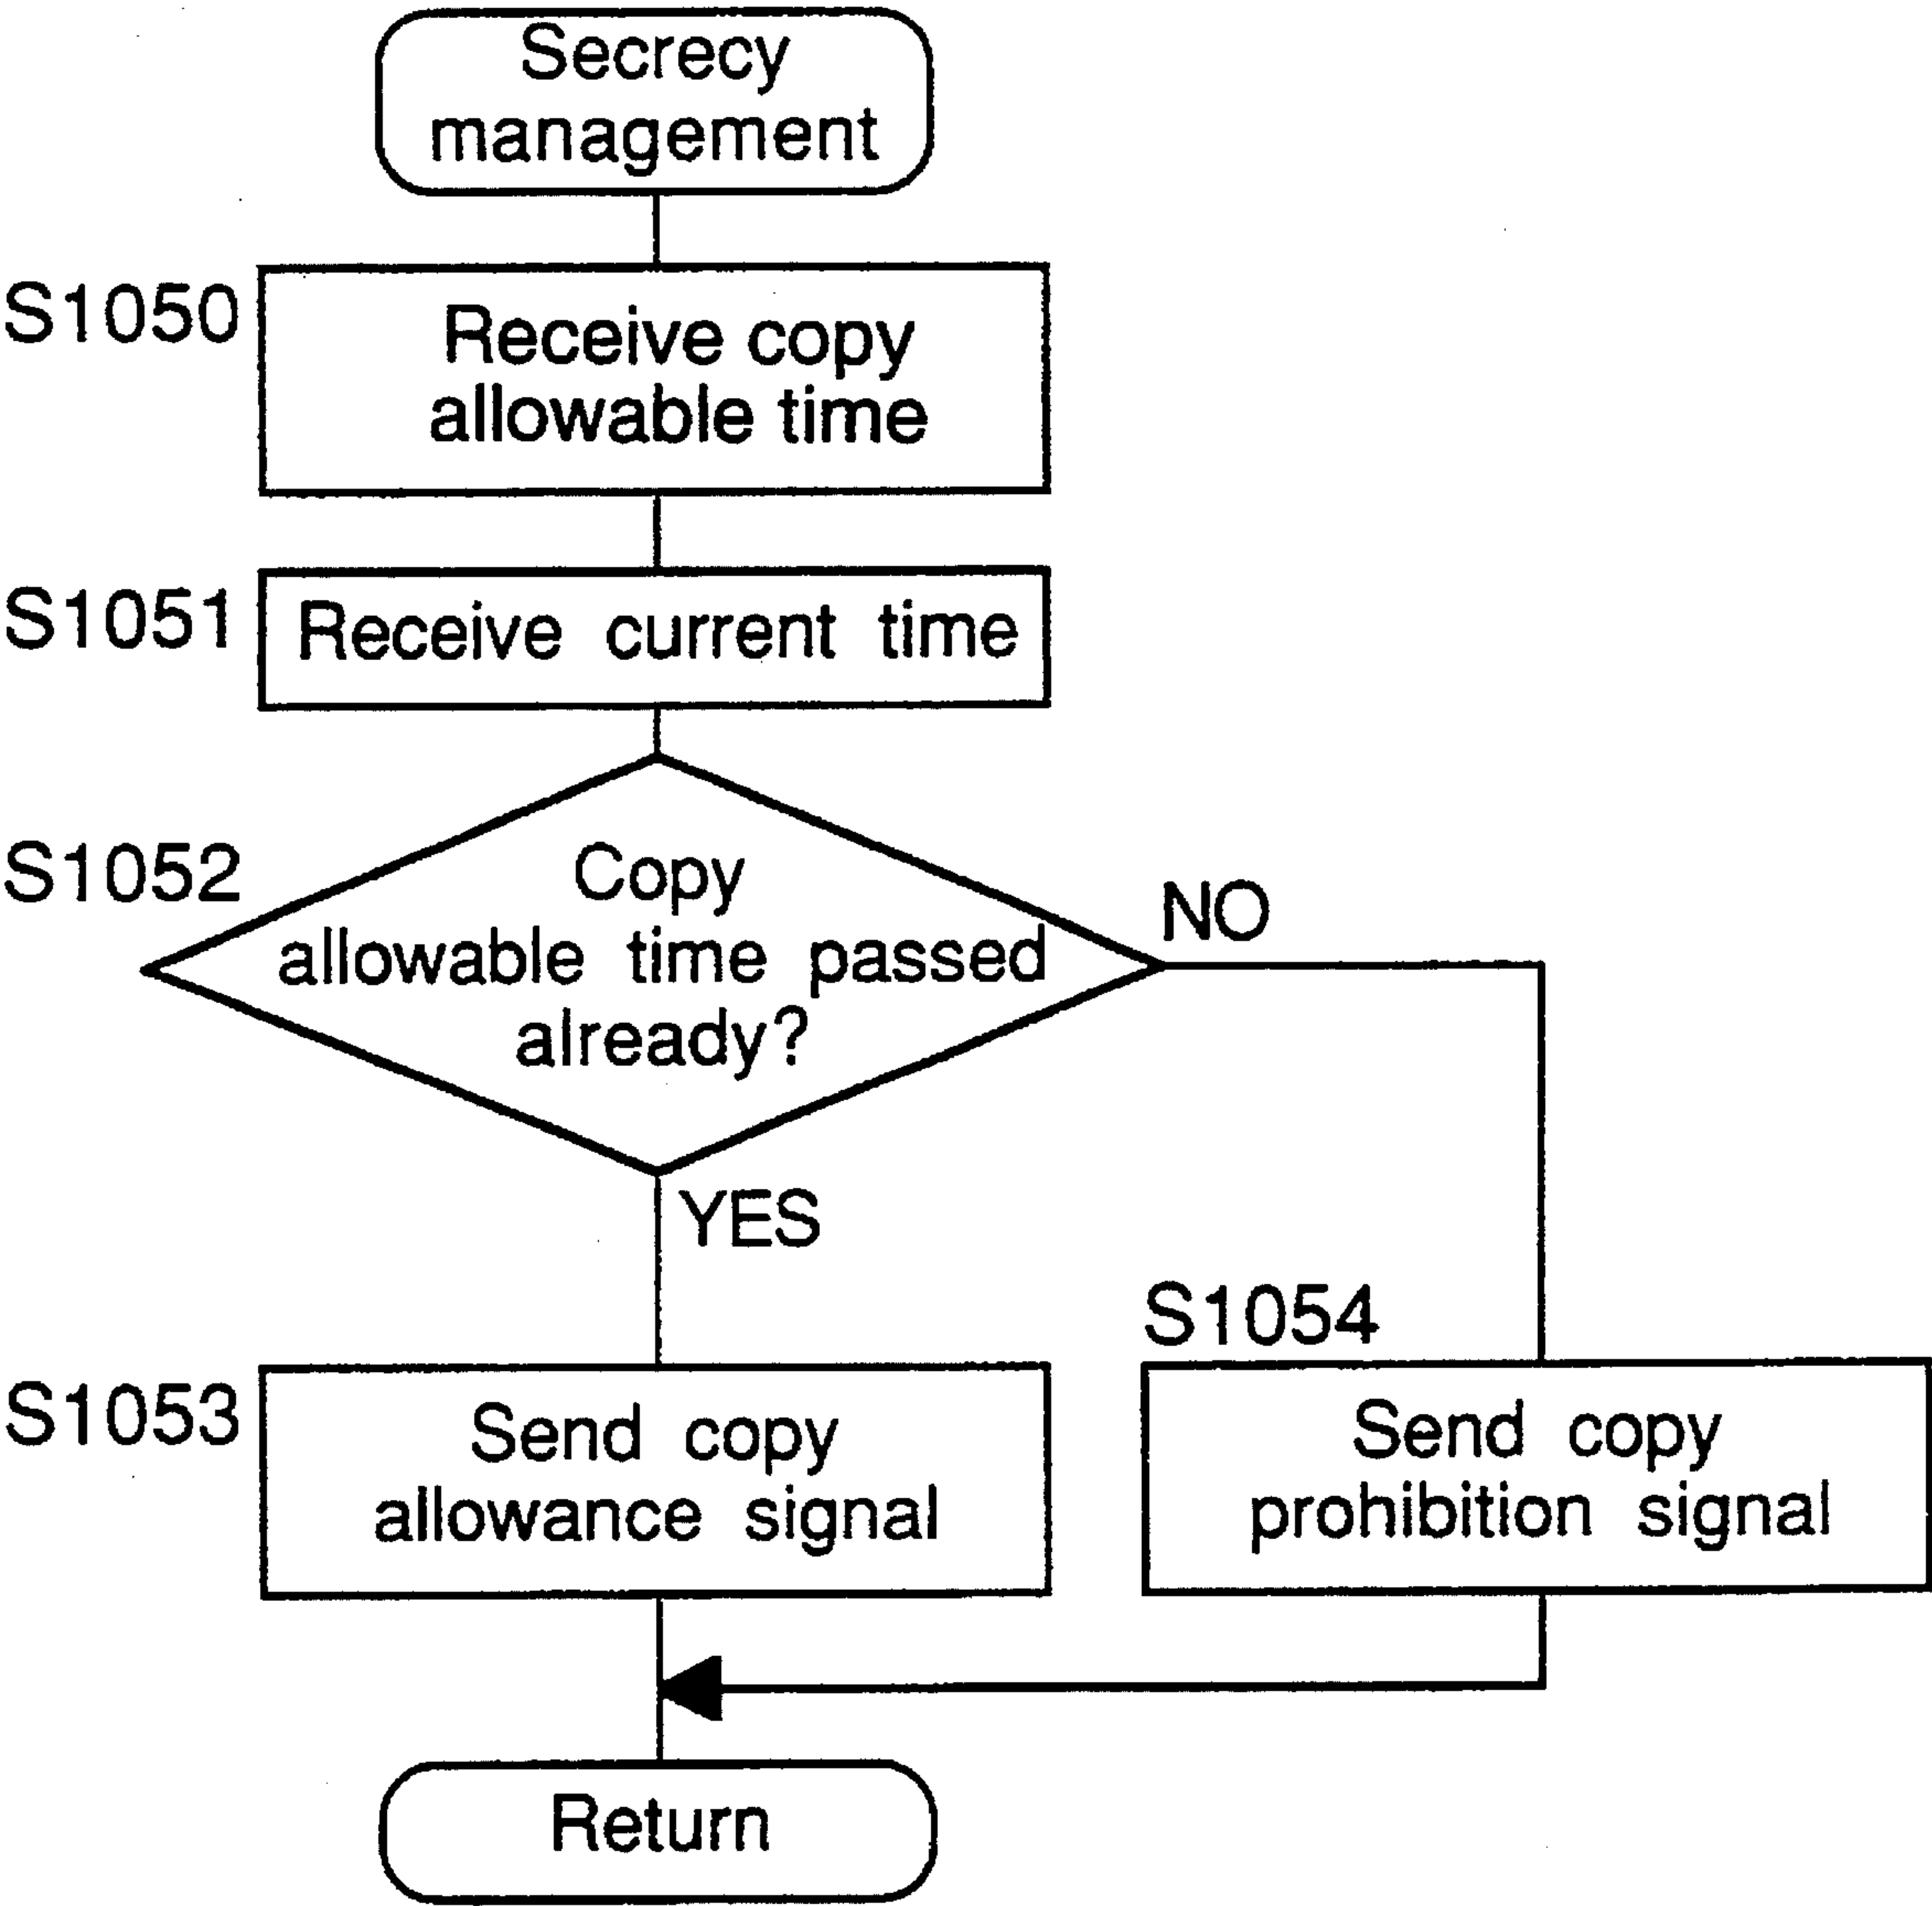 Secrecy
management
S1050
Receive copy
allowable time
S1051
Receive current time
S1052
Copy
allowable time passed
already?
NO
YES
S1053
Send copy
allowance signal
S1054
Send copy
prohibition signal
Return